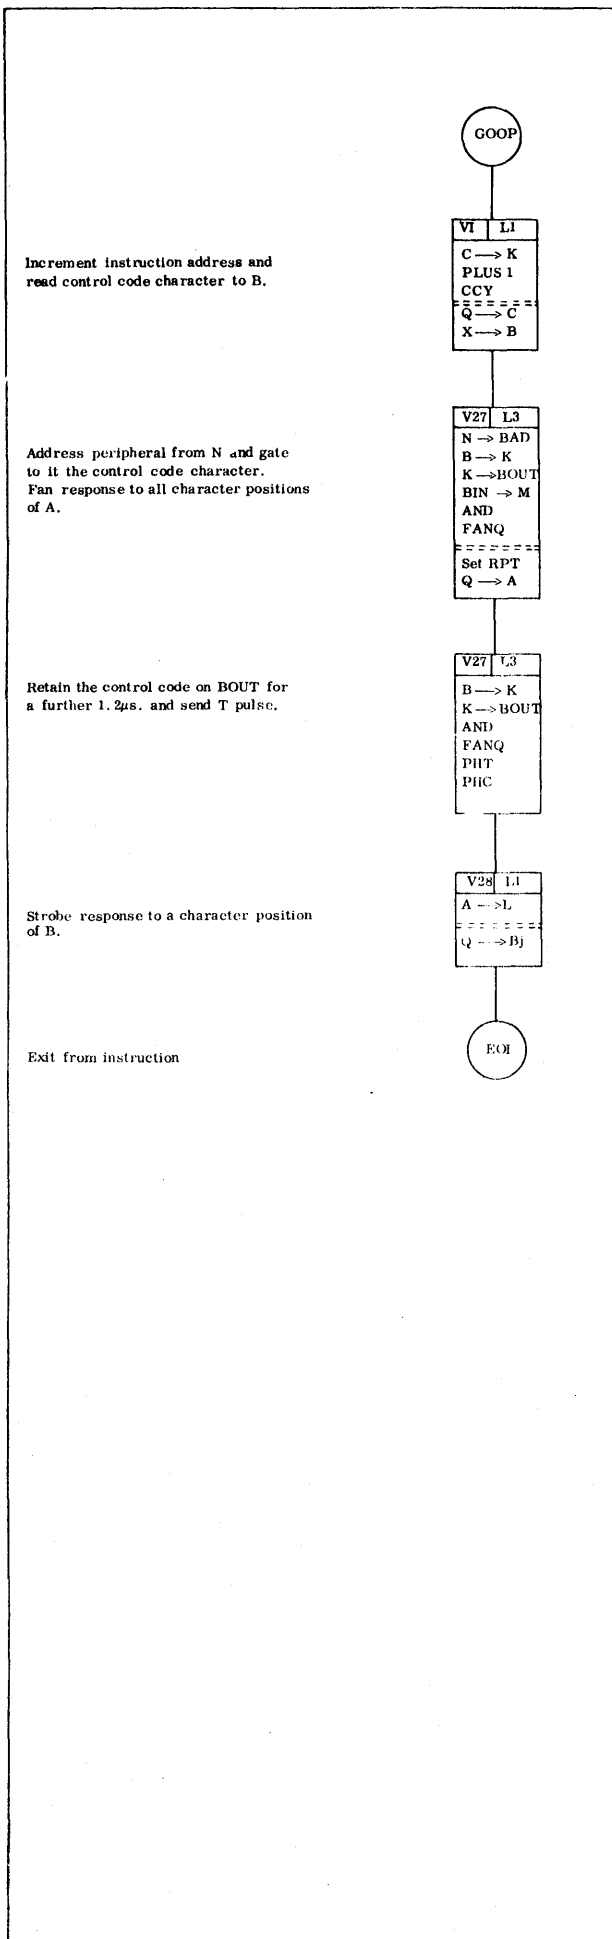 GOOP
VI L1
Increment instruction address and
read control code character to B.
C → K
PLUS 1
CCY
Q → C
X → B
V27 L3
Address peripheral from N and gate
to it the control code character.
Fan response to all character positions
of A.
N → BAD
B → K
K → BOUT
BIN → M
AND
FANQ
Set RPT
Q → A
V27 L3
Retain the control code on BOUT for
a further 1.2μs. and send T pulse.
B → K
K → BOUT
AND
FANQ
PHT
PHC
V28 L1
Strobe response to a character position
of B.
A → L
Q → Bj
Exit from instruction
EOI